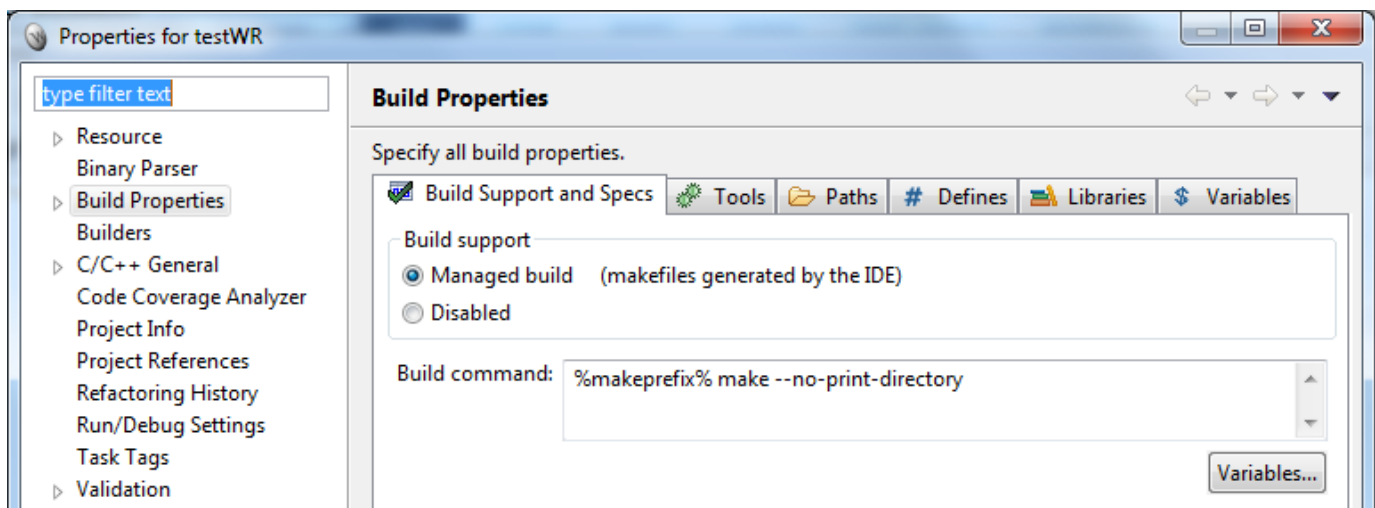 Properties for testWR
type filter text
Resource
Binary Parser
Build Properties
Builders
C/C++ General
Code Coverage Analyzer
Project Info
Project References
Refactoring History
Run/Debug Settings
Task Tags
Validation
Build Properties
Specify all build properties.
Build Support and Specs Tools Paths # Defines Libraries $ Variables
Build support
Managed build (makefiles generated by the IDE)
Disabled
Build command: %makeprefix% make --no-print-directory
Variables...